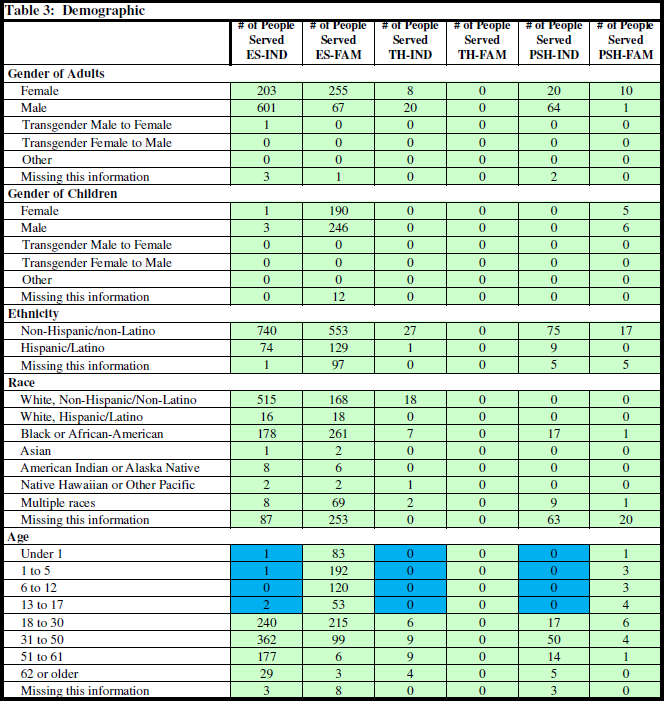 Table 3: Demographic
# of People Served ES-IND # of People Served ES-FAM # of People Served TH-IND # of People Served TH-FAM # of People Served PSH-IND # of People Served PSH-FAM
Gender of Adults
Female 203 255 8 0 20 10
Male 601 67 20 0 64 1
Transgender Male to Female 1 0 0 0 0 0
Transgender Female to Male 0 0 0 0 0 0
Other 0 0 0 0 0 0
Missing this information 3 1 0 0 2 0
Gender of Children
Female 1 190 0 0 0 5
Male 3 246 0 0 0 6
Transgender Male to Female 0 0 0 0 0 0
Transgender Female to Male 0 0 0 0 0 0
Other 0 0 0 0 0 0
Missing this information 0 12 0 0 0 0
Ethnicity
Non-Hispanic/non-Latino 740 553 27 0 75 17
Hispanic/Latino 74 129 1 0 9 0
Missing this information 1 97 0 0 5 5
Race
White, Non-Hispanic/Non-Latino 515 168 18 0 0 0
White, Hispanic/Latino 16 18 0 0 0 0
Black or African-American 178 261 7 0 17 1
Asian 1 2 0 0 0 0
American Indian or Alaska Native 8 6 0 0 0 0
Native Hawaiian or Other Pacific 2 2 1 0 0 0
Multiple races 8 69 2 0 9 1
Missing this information 87 253 0 0 63 20
Age
Under 1 1 83 0 0 0 1
1 to 5 1 192 0 0 0 3
6 to 12 0 120 0 0 0 3
13 to 17 2 53 0 0 0 4
18 to 30 240 215 6 0 17 6
31 to 50 362 99 9 0 50 4
51 to 61 177 6 9 0 14 1
62 or older 29 3 4 0 5 0
Missing this information 3 8 0 0 3 0